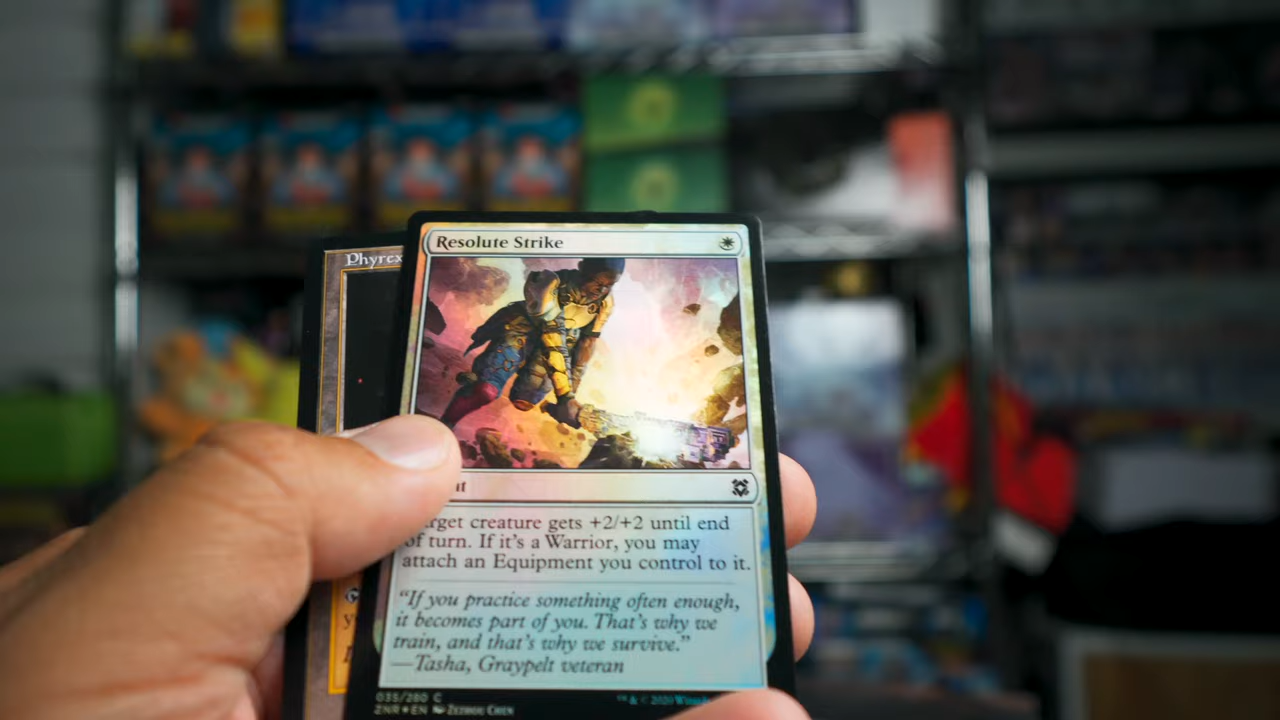 Resolute Strike
Phyrex
nt
rget creature gets +2/+2 until end
of turn. If it's a Warrior, you may
attach an Equipment you control to it.
"If you practice something often enough,
it becomes part of you. That's why we
train, and that's why we survive."
—Tasha, Graypelt veteran
035/280 C
ZNR EN Zezhou Chen
™ & © 2020 Wizar